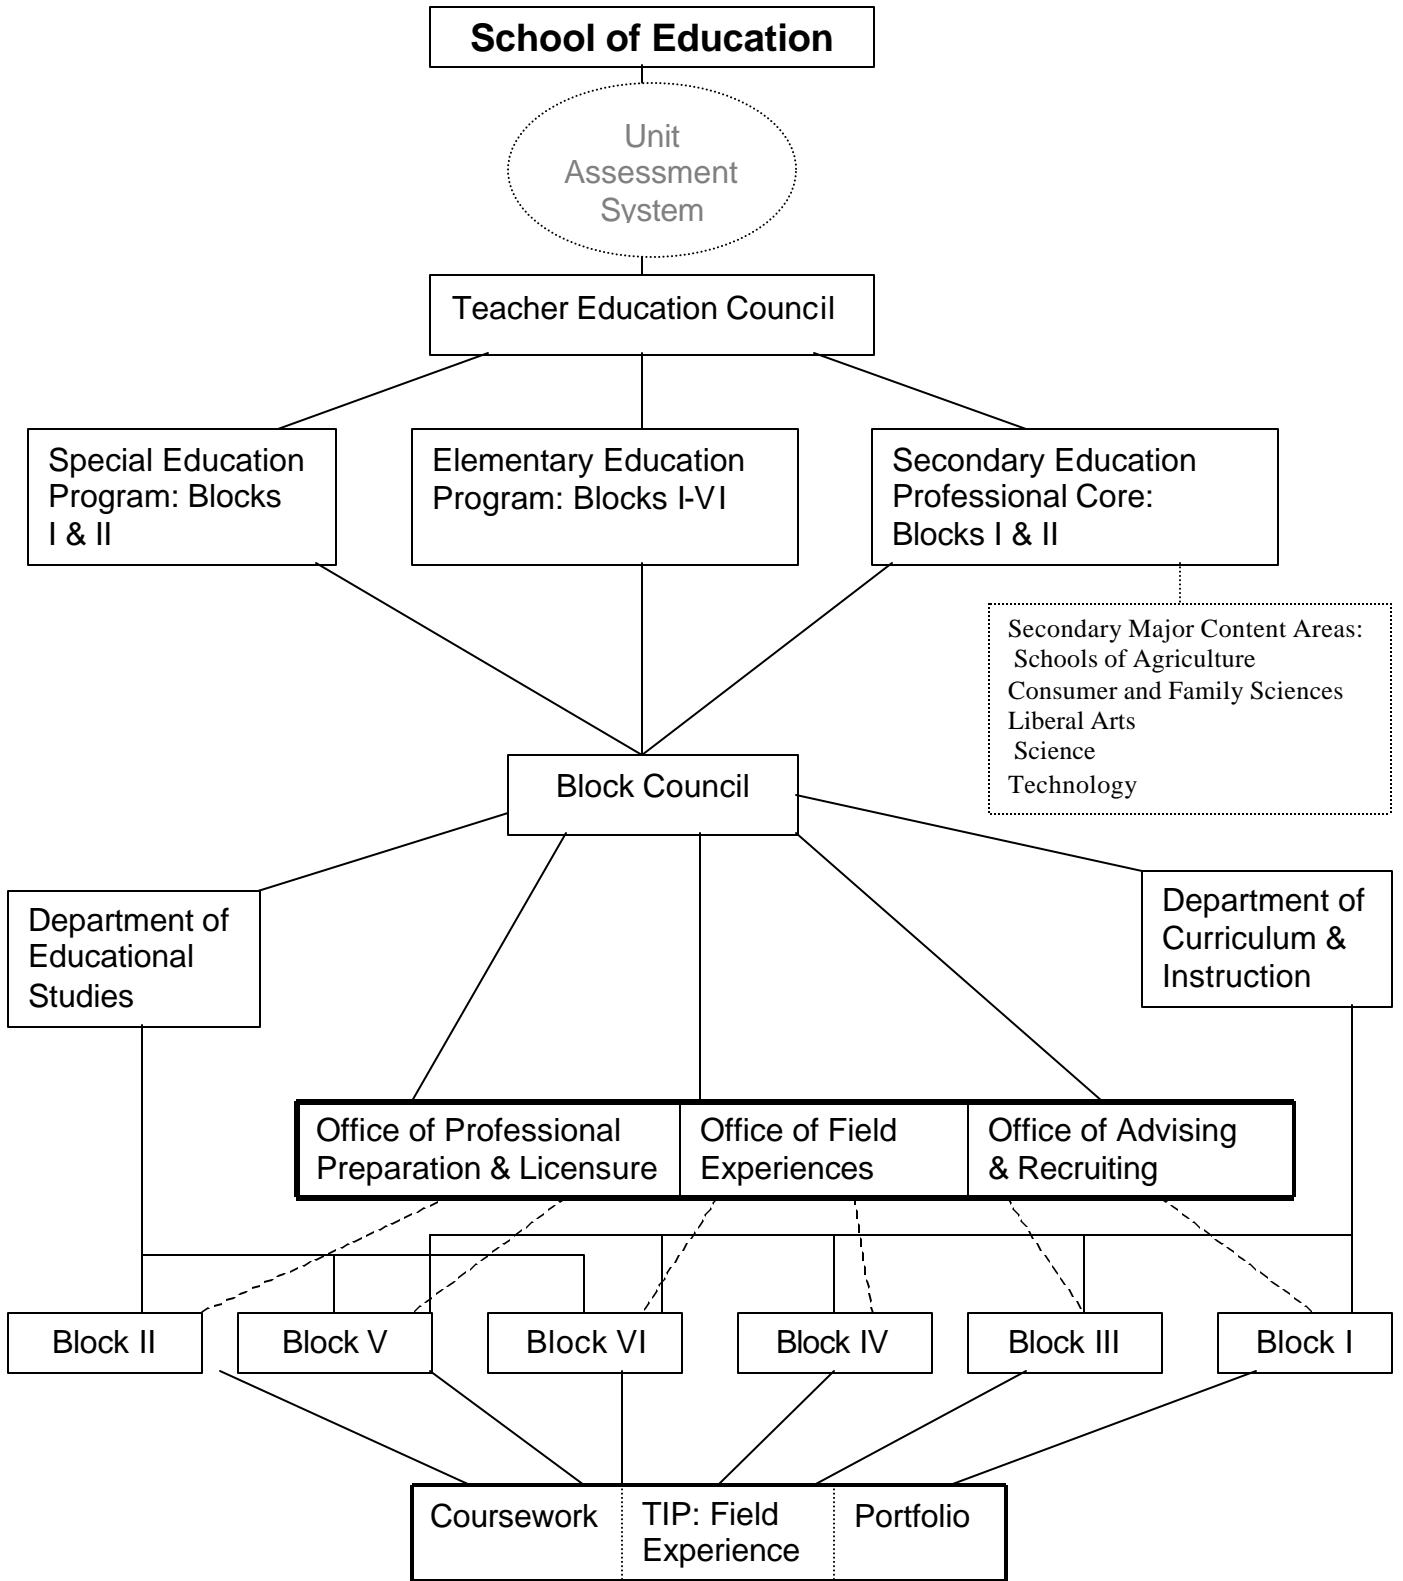 School of Education
Unit
Assessment
System
Teacher Education Council
Special Education
Program: Blocks
I & II
Elementary Education
Program: Blocks I-VI
Secondary Education
Professional Core:
Blocks I & II
Secondary Major Content Areas:
Schools of Agriculture
Consumer and Family Sciences
Liberal Arts
Science
Technology
Block Council
Department of
Educational
Studies
Department of
Curriculum &
Instruction
Office of Professional
Preparation & Licensure
Office of Field
Experiences
Office of Advising
& Recruiting
Block II
Block V
Block VI
Block IV
Block III
Block I
Coursework
TIP: Field
Experience
Portfolio